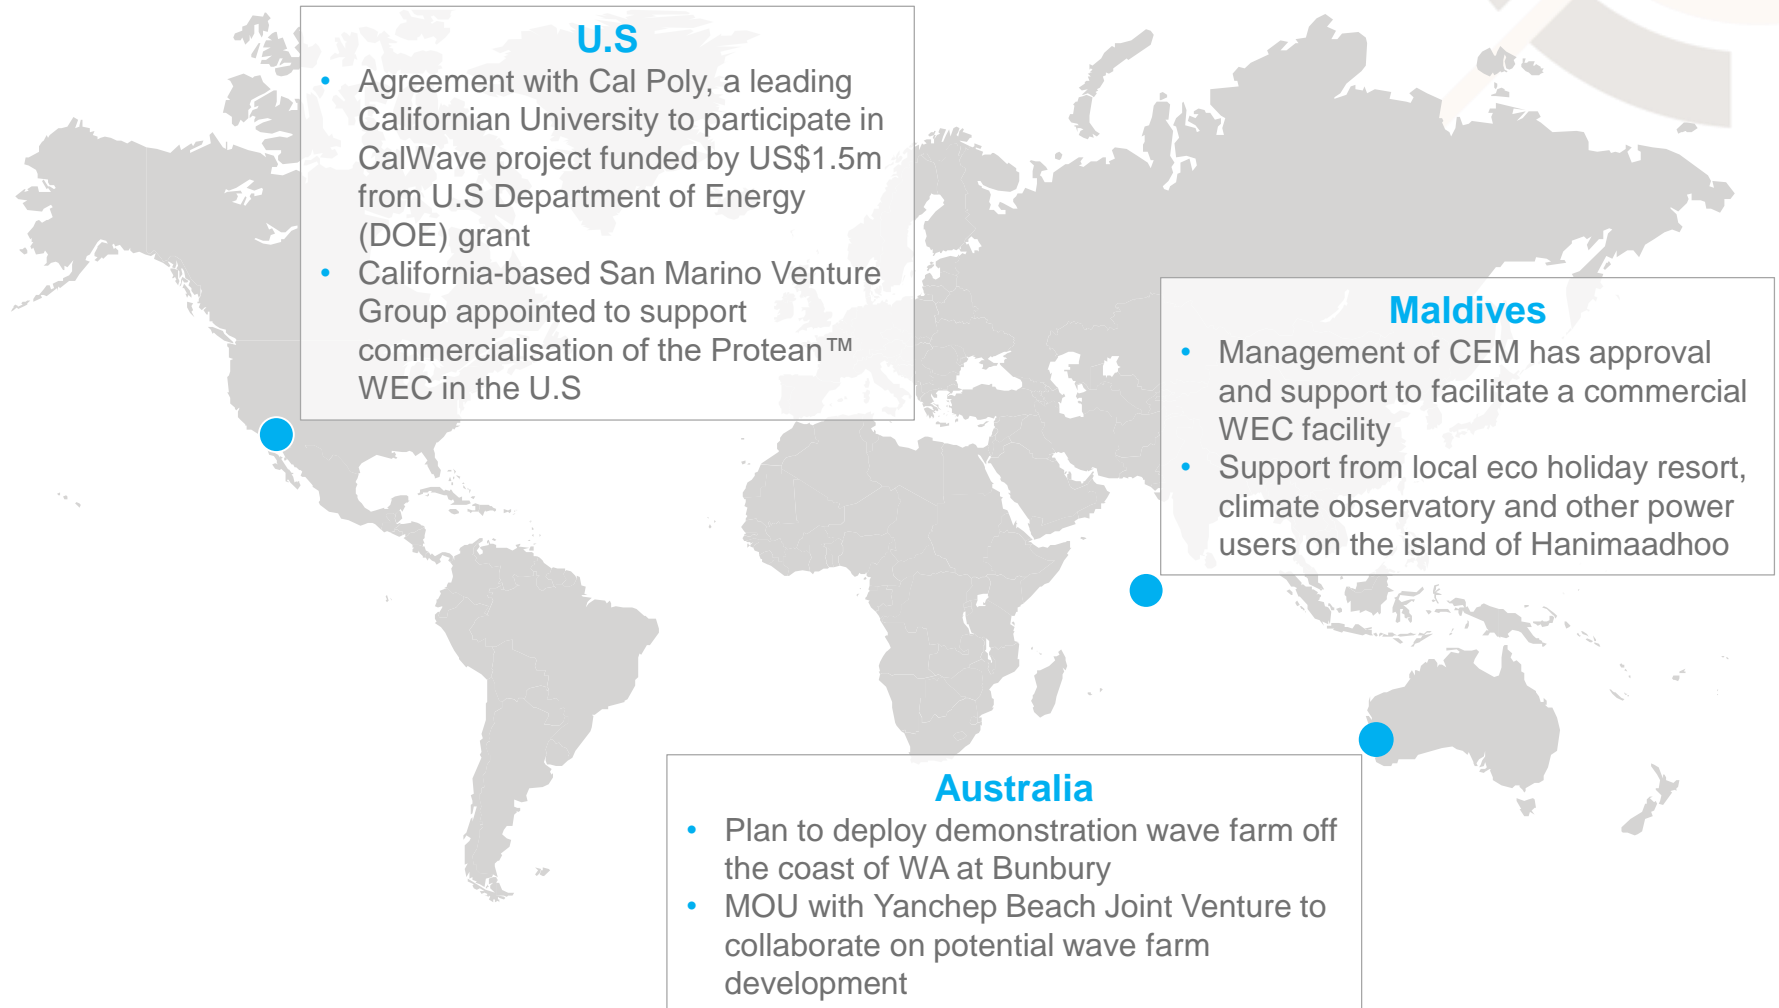 U.S
• Agreement with Cal Poly, a leading
Californian University to participate in
CalWave project funded by US$1.5m
from U.S Department of Energy
(DOE) grant
• California-based San Marino Venture
Group appointed to support
commercialisation of the Protean™
WEC in the U.S
Maldives
• Management of CEM has approval
and support to facilitate a commercial
WEC facility
• Support from local eco holiday resort,
climate observatory and other power
users on the island of Hanimaadhoo
Australia
• Plan to deploy demonstration wave farm off
the coast of WA at Bunbury
• MOU with Yanchep Beach Joint Venture to
collaborate on potential wave farm
development